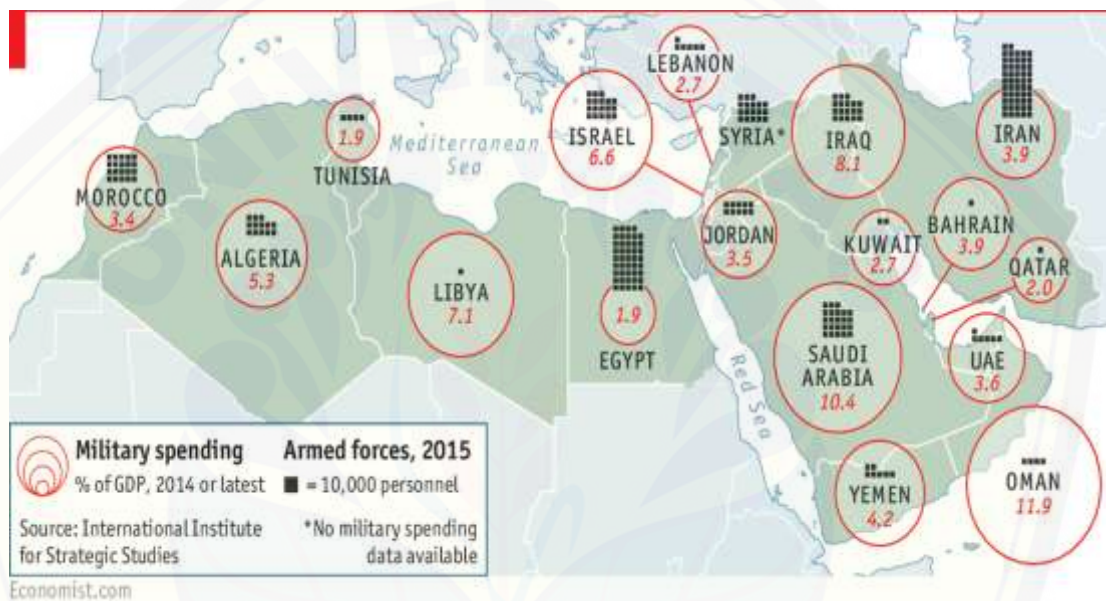 LEBANON
2.7
ISRAEL
6.6
SYRIA*
IRAQ
8.1
IRAN
3.9
1.9
TUNISIA
Mediterranean
Sea
MOROCCO
3.4
ALGERIA
5.3
LIBYA
7.1
1.9
EGYPT
JORDAN
3.5
KUWAIT
2.7
BAHRAIN
3.9
QATAR
2.0
SAUDI
ARABIA
10.4
UAE
3.6
Red Sea
YEMEN
4.2
OMAN
11.9
Military spending
% of GDP, 2014 or latest
Armed forces, 2015
= 10,000 personnel
Source: International Institute
for Strategic Studies
*No military spending
data available
Economist.com